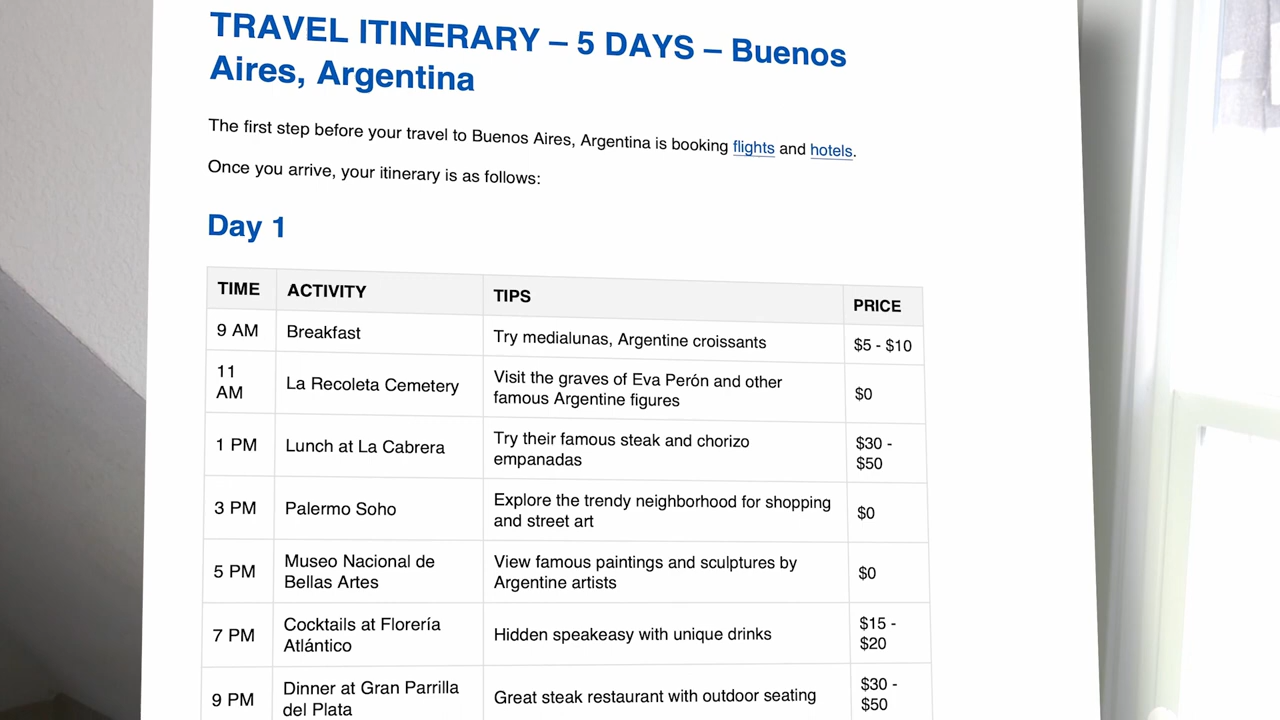 TRAVEL ITINERARY – 5 DAYS – Buenos
Aires, Argentina
The first step before your travel to Buenos Aires, Argentina is booking flights and hotels.
Once you arrive, your itinerary is as follows:
Day 1
TIME ACTIVITY TIPS PRICE
9 AM Breakfast Try medialunas, Argentine croissants $5 - $10
11
AM La Recoleta Cemetery Visit the graves of Eva Perón and other
famous Argentine figures $0
1 PM Lunch at La Cabrera Try their famous steak and chorizo
empanadas $30 -
$50
3 PM Palermo Soho Explore the trendy neighborhood for shopping
and street art $0
5 PM Museo Nacional de
Bellas Artes View famous paintings and sculptures by
Argentine artists $0
7 PM Cocktails at Florería
Atlántico Hidden speakeasy with unique drinks $15 -
$20
9 PM Dinner at Gran Parrilla
del Plata Great steak restaurant with outdoor seating $30 -
$50